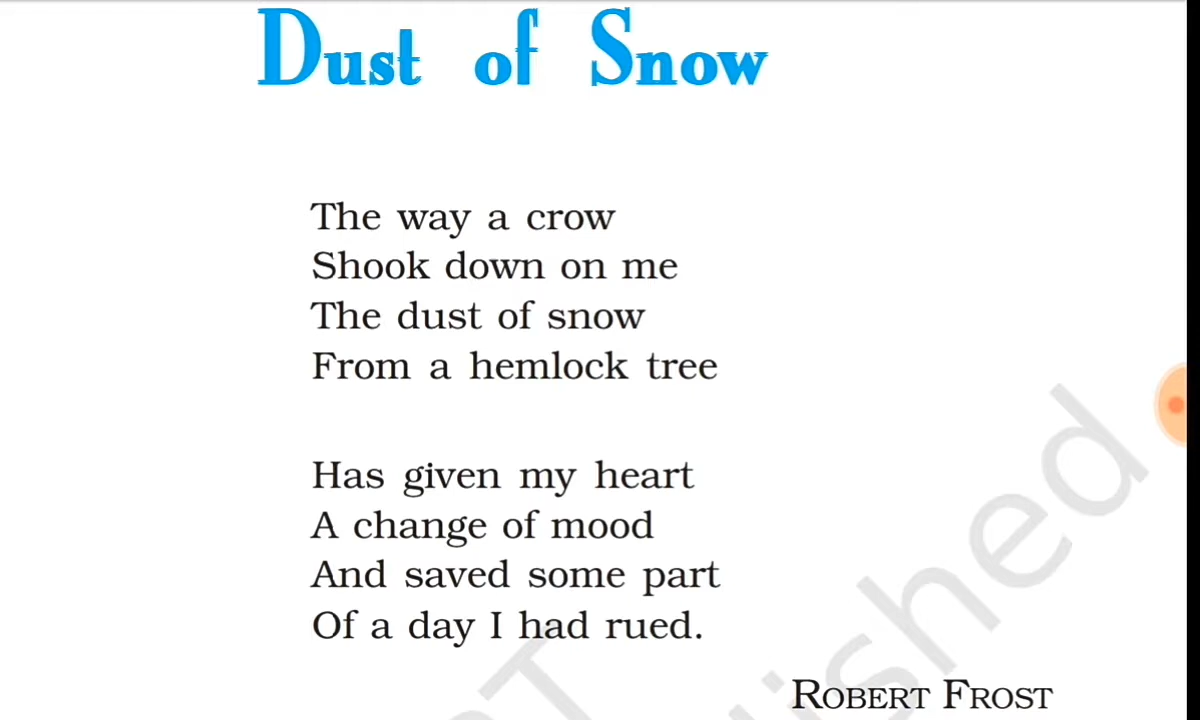 Dust of Snow
The way a crow
Shook down on me
The dust of snow
From a hemlock tree
Has given my heart
A change of mood
And saved some part
Of a day I had rued.
ROBERT FROST